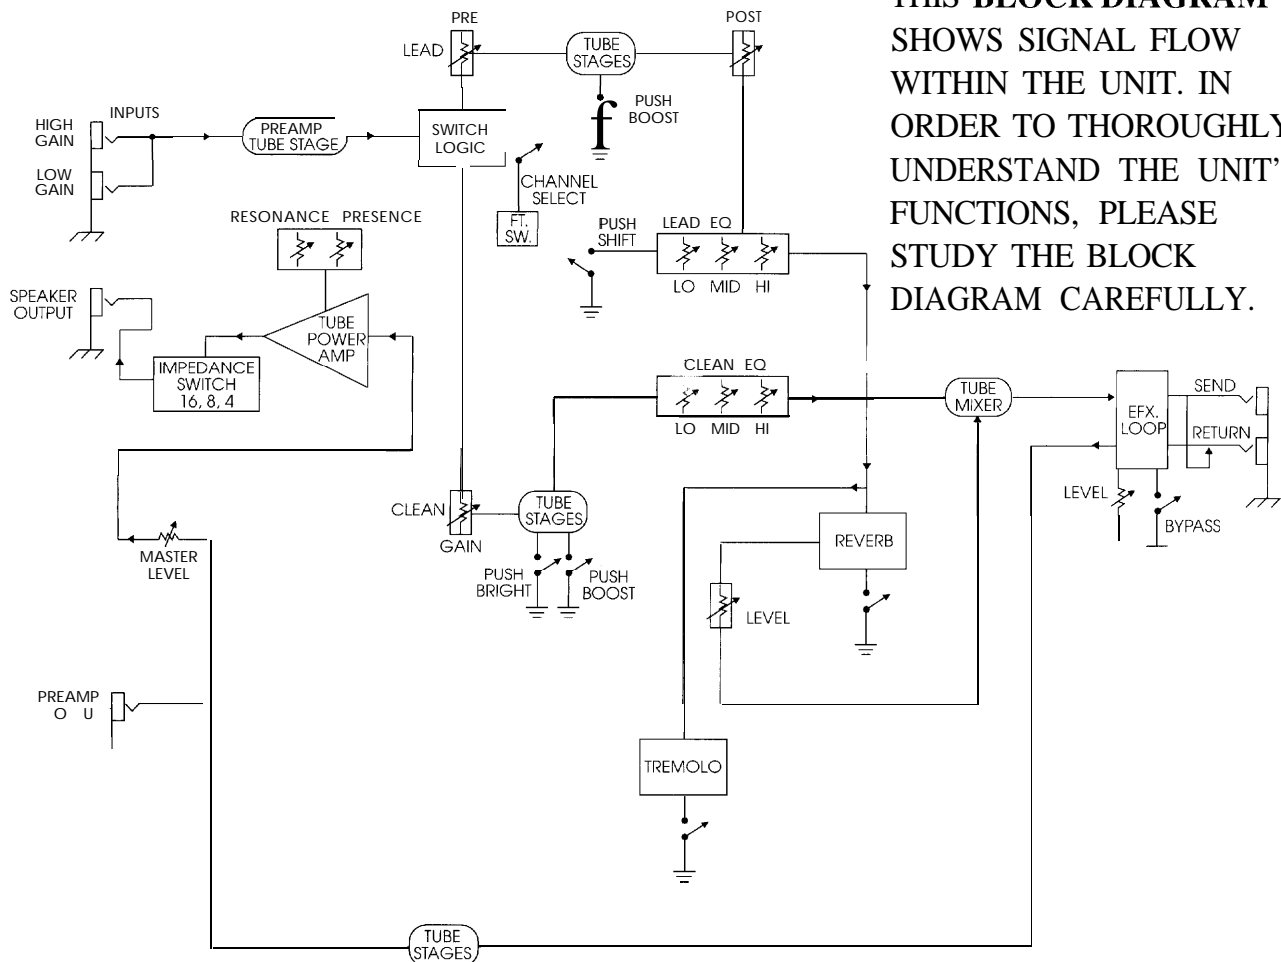 THIS BLOCK DIAGRAM
SHOWS SIGNAL FLOW
WITHIN THE UNIT. IN
ORDER TO THOROUGHLY
UNDERSTAND THE UNIT'
FUNCTIONS, PLEASE
STUDY THE BLOCK
DIAGRAM CAREFULLY.
PRE
LEAD
TUBE
STAGES
POST
PUSH
BOOST
f
INPUTS
HIGH
GAIN
LOW
GAIN
PREAMP
TUBE STAGE
SWITCH
LOGIC
CHANNEL
SELECT
FT.
SW.
RESONANCE PRESENCE
PUSH
SHIFT
LEAD EQ
LO MID HI
SPEAKER
OUTPUT
TUBE
POWER
AMP
IMPEDANCE
SWITCH
16, 8, 4
CLEAN EQ
LO MID HI
TUBE
MIXER
EFX.
LOOP
SEND
RETURN
LEVEL
BYPASS
CLEAN
GAIN
TUBE
STAGES
PUSH
BRIGHT
PUSH
BOOST
MASTER
LEVEL
REVERB
LEVEL
PREAMP
O U
TREMOLO
TUBE
STAGES